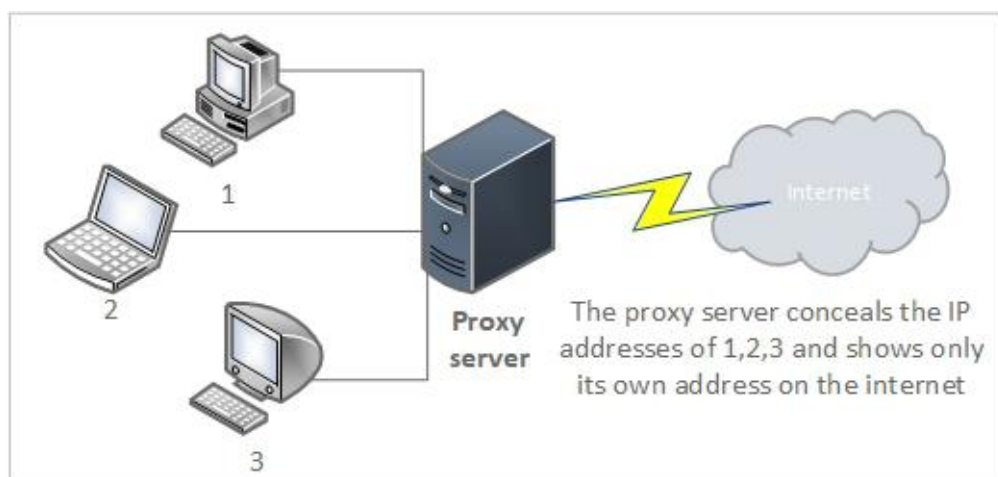 1
2
3
Proxy
server
Internet
The proxy server conceals the IP
addresses of 1,2,3 and shows only
its own address on the internet